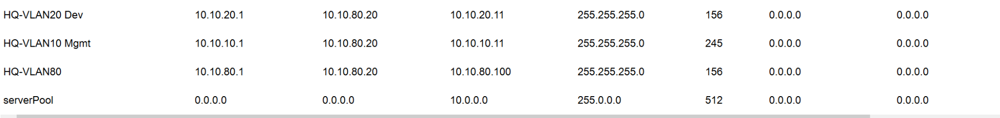 HQ-VLAN20 Dev 10.10.20.1 10.10.80.20 10.10.20.11 255.255.255.0 156 0.0.0.0 0.0.0.0
HQ-VLAN10 Mgmt 10.10.10.1 10.10.80.20 10.10.10.11 255.255.255.0 245 0.0.0.0 0.0.0.0
HQ-VLAN80 10.10.80.1 10.10.80.20 10.10.80.100 255.255.255.0 156 0.0.0.0 0.0.0.0
serverPool 0.0.0.0 0.0.0.0 10.0.0.0 255.0.0.0 512 0.0.0.0 0.0.0.0